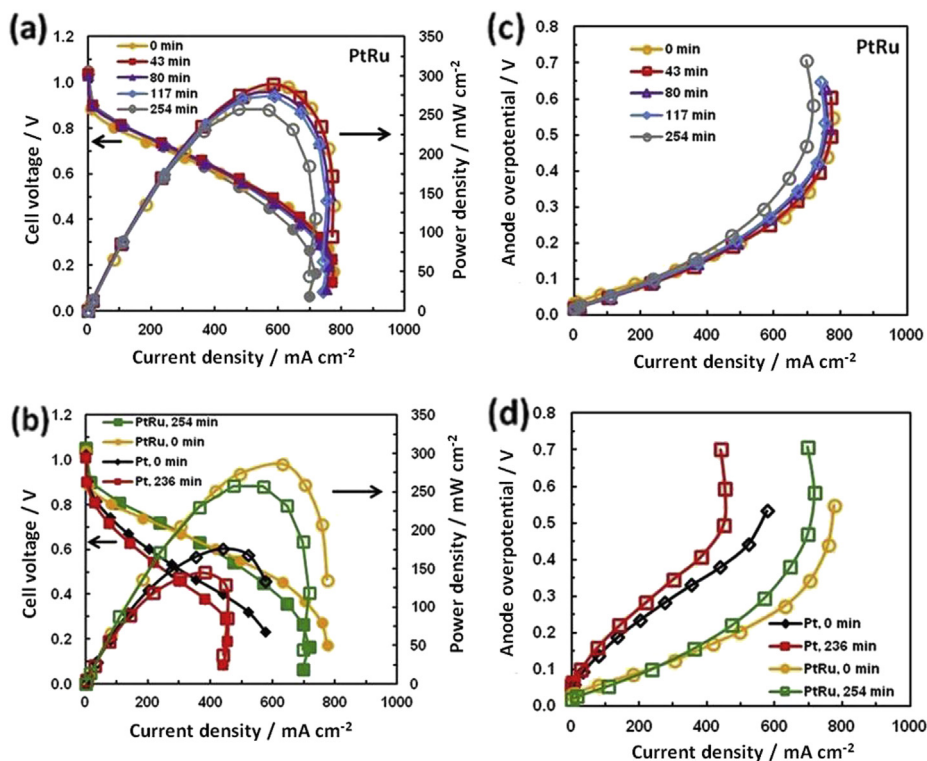 (a)
PtRu
0 min
43 min
80 min
117 min
254 min
1.2
1.0
0.8
0.6
0.4
0.2
0.0
Cell voltage / V
350
300
250
200
150
100
50
0
Power density / mW cm-2
0 200 400 600 800 1000
Current density / mA cm-2
(c)
PtRu
0 min
43 min
80 min
117 min
254 min
0.8
0.7
0.6
0.5
0.4
0.3
0.2
0.1
0.0
Anode overpotential / V
0 200 400 600 800 1000
Current density / mA cm-2
(b)
PtRu, 254 min
PtRu, 0 min
Pt, 0 min
Pt, 236 min
1.2
1.0
0.8
0.6
0.4
0.2
0.0
Cell voltage / V
350
300
250
200
150
100
50
0
Power density / mW cm-2
0 200 400 600 800 1000
Current density / mA cm-2
(d)
0.8
0.7
0.6
0.5
0.4
0.3
0.2
0.1
0.0
Anode overpotential / V
Pt, 0 min
Pt, 236 min
PtRu, 0 min
PtRu, 254 min
0 200 400 600 800 1000
Current density / mA cm-2